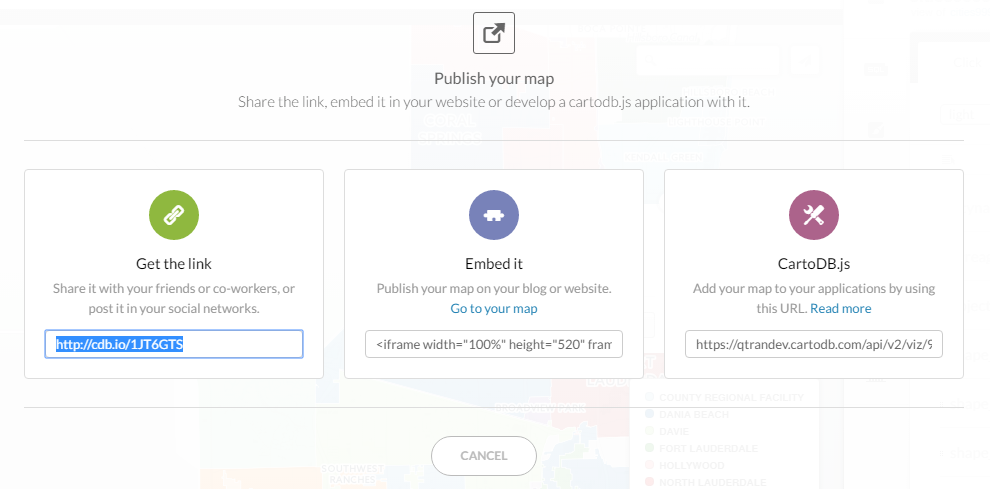 Publish your map
Share the link, embed it in your website or develop a cartodb.js application with it.
Get the link
Share it with your friends or co-workers, or
post it in your social networks.
http://cdb.io/1JT6GTS
Embed it
Publish your map on your blog or website.
Go to your map
<iframe width="100%" height="520" fram
CartoDB.js
Add your map to your applications by using
this URL. Read more
https://qtrandev.cartodb.com/api/v2/viz/9
COUNTY REGIONAL FACILITY
DANIA BEACH
DAVIE
FORT LAUDERDALE
HOLLYWOOD
NORTH LAUDERDALE
SOUTHWEST
RANCHES
CANCEL